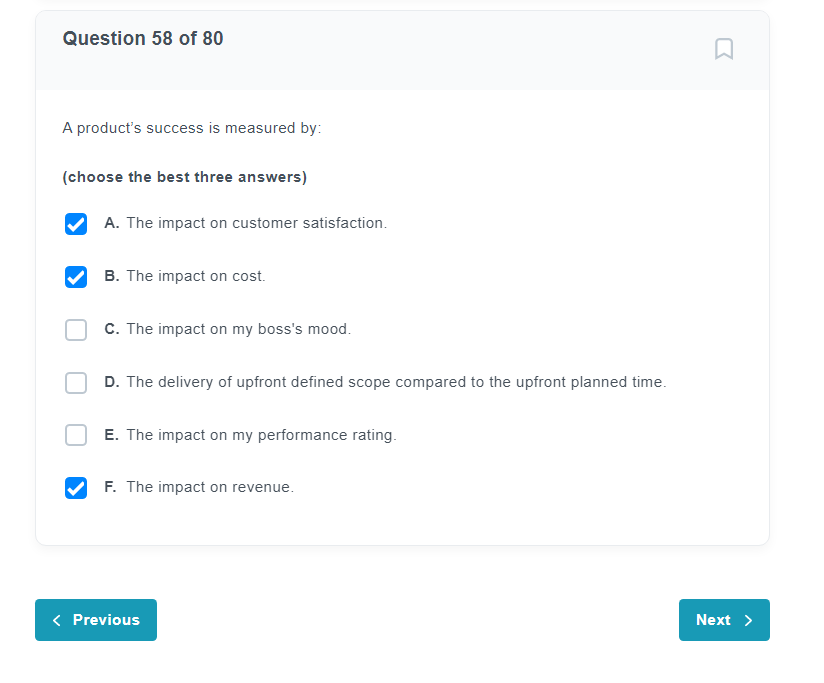 Question 58 of 80
A product’s success is measured by:
(choose the best three answers)
A. The impact on customer satisfaction.
B. The impact on cost.
C. The impact on my boss's mood.
D. The delivery of upfront defined scope compared to the upfront planned time.
E. The impact on my performance rating.
F. The impact on revenue.
Previous
Next